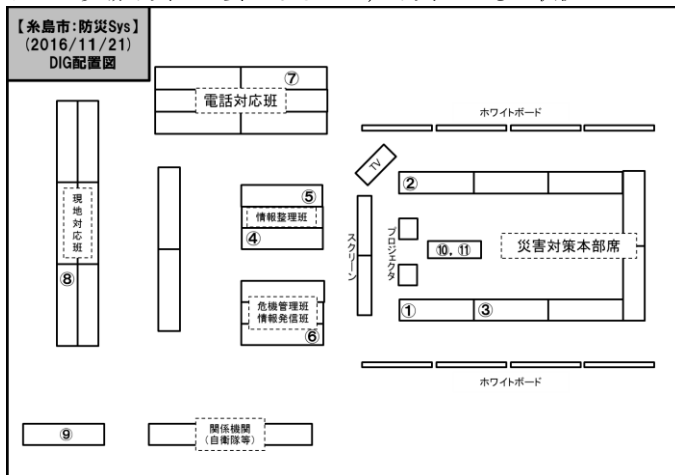 【糸島市:防災Sys】
(2016/11/21)
DIG配置図
⑦
電話対応班
ホワイトボード
TV
②
現地対応班
⑧
⑤
情報整理班
④
スクリーン
プロジェクタ
⑩, ⑪
災害対策本部席
危機管理班
情報発信班
⑥
①
③
ホワイトボード
⑨
関係機関
(自衛隊等)